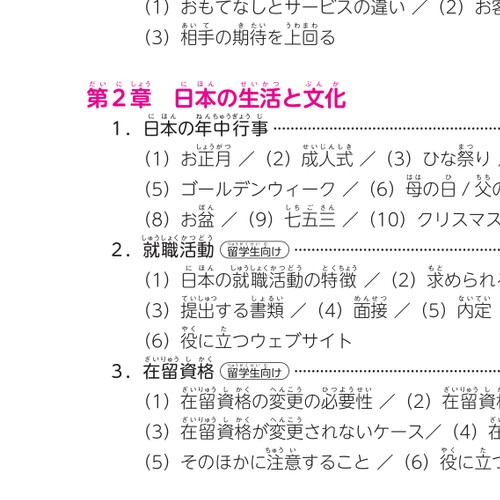 (1) おもてなしとサービスの違い ／ (2) お
(3) 相手の期待を上回る
第2章 日本の生活と文化
1. 日本の年中行事
(1) お正月 ／ (2) 成人式 ／ (3) ひな祭り
(5) ゴールデンウィーク ／ (6) 母の日 / 父の
(8) お盆 ／ (9) 七五三 ／ (10) クリスマス
2. 就職活動 留学生向け
(1) 日本の就職活動の特徴 ／ (2) 求められ
(3) 提出する書類 ／ (4) 面接 ／ (5) 内定
(6) 役に立つウェブサイト
3. 在留資格 留学生向け
(1) 在留資格の変更の必要性 ／ (2) 在留資
(3) 在留資格が変更されないケース／ (4) 在
(5) そのほかに注意すること ／ (6) 役に立つ